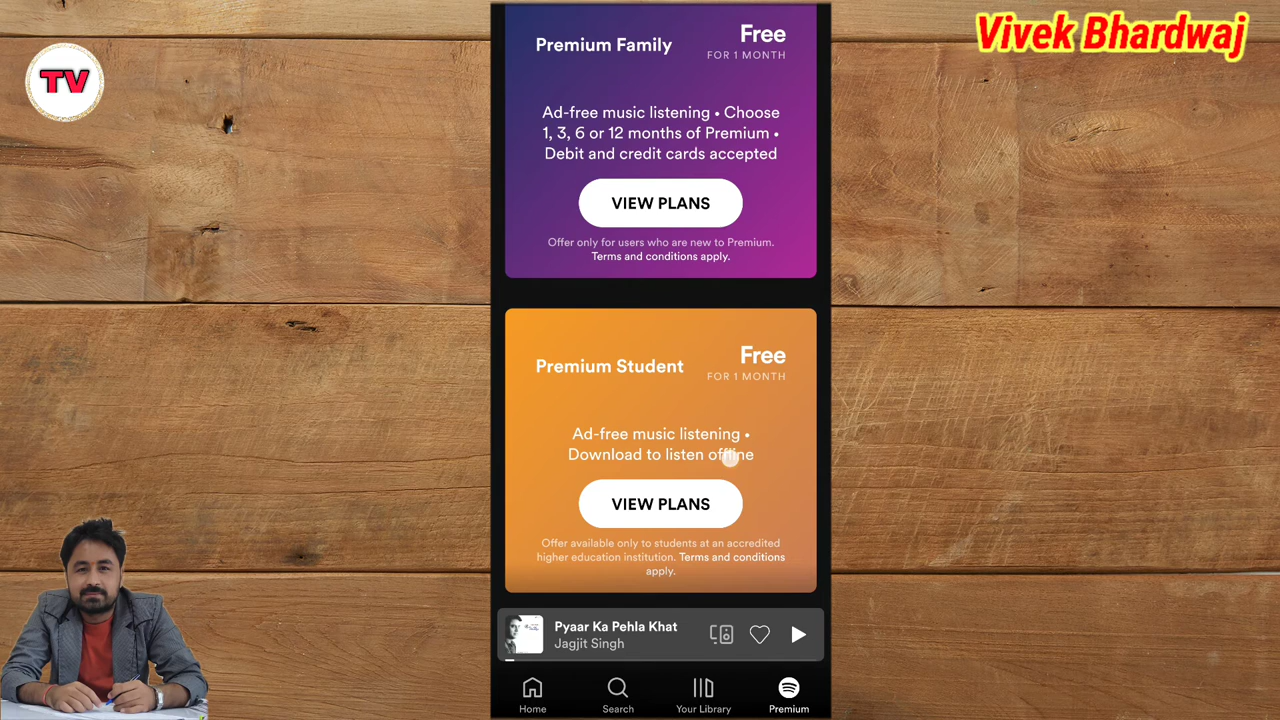 Vivek Bhardwaj
TV
Premium Family
Free
FOR 1 MONTH
Ad-free music listening • Choose
1, 3, 6 or 12 months of Premium •
Debit and credit cards accepted
VIEW PLANS
Offer only for users who are new to Premium.
Terms and conditions apply.
Premium Student
Free
FOR 1 MONTH
Ad-free music listening •
Download to listen offline
VIEW PLANS
Offer available only to students at an accredited
higher education institution. Terms and conditions
apply.
Pyaar Ka Pehla Khat
Jagjit Singh
Home
Search
Your Library
Premium